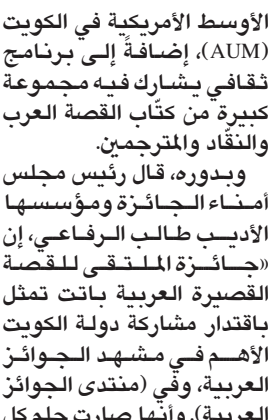 الأوسط الأمريكية في الكويت
(AUM)، إضافةً إلى برنامج
ثقافي يشارك فيه مجموعة
كبيرة من كتّاب القصة العرب
والنقّاد والمترجمين.
وبدوره، قال رئيس مجلس
أمناء الجائزة ومؤسسها
الأديب طالب الرفاعي، إن
«جائزة الملتقى للقصة
القصيرة العربية باتت تمثل
باقتدار مشاركة دولة الكويت
الأهم في مشهد الجوائز
العربية، وفي (منتدى الجوائز
العربية)، وأنها صارت حلم كل